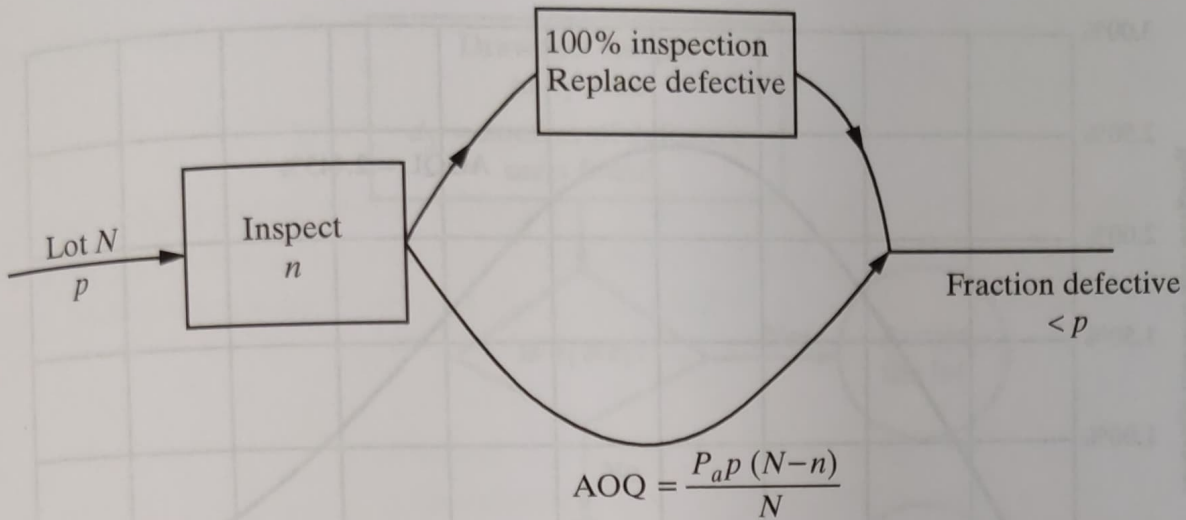 100% inspection
Replace defective
Lot N
p
Inspect
n
Fraction defective
< p
AOQ = P_a p (N−n) / N